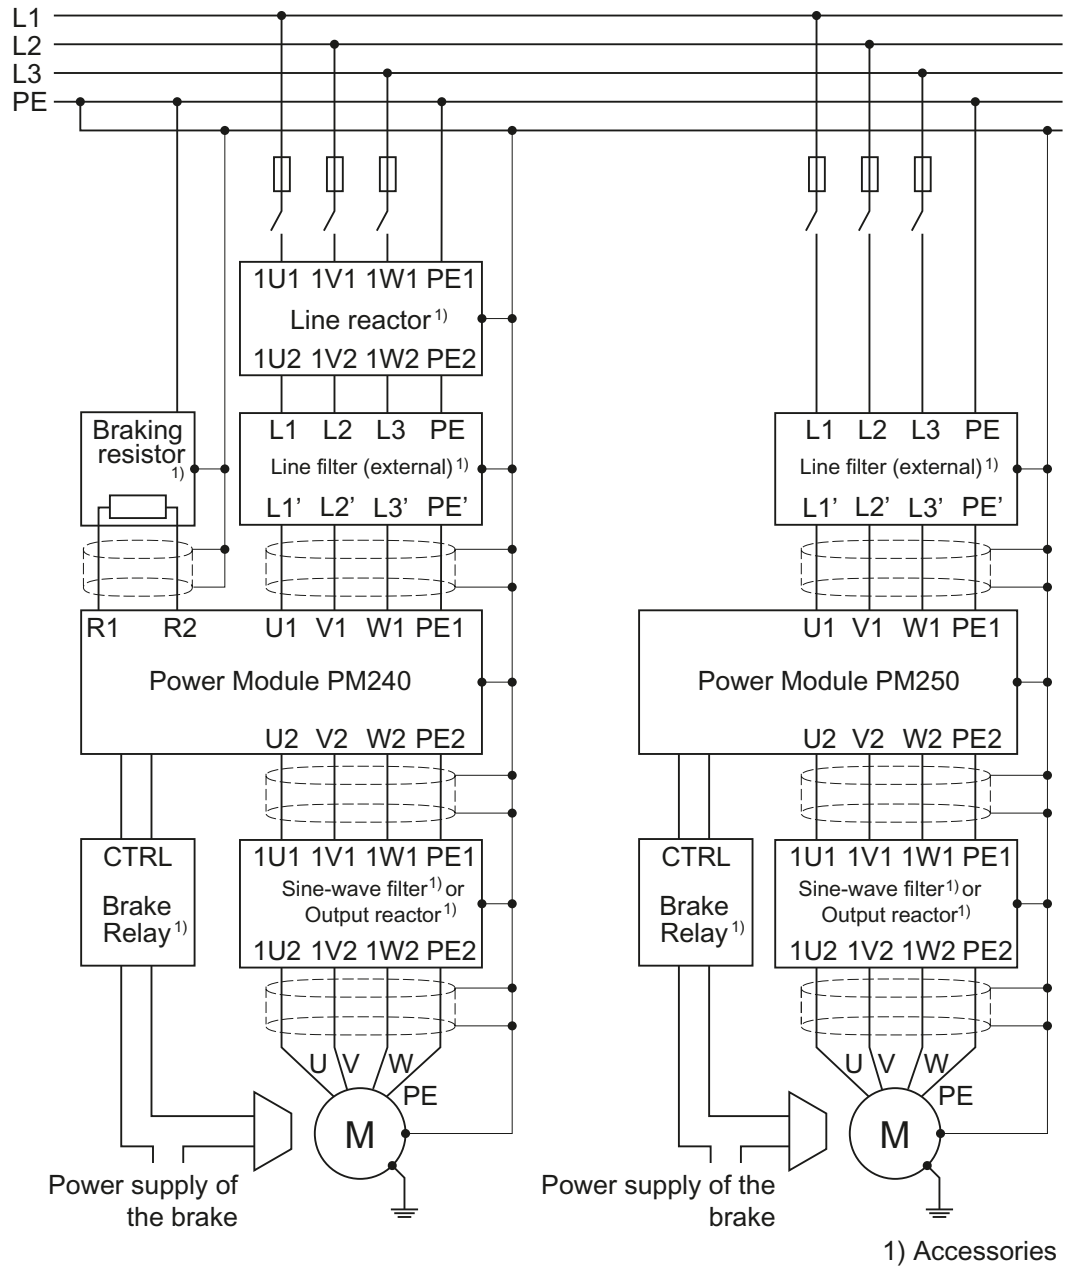 L1
L2
L3
PE
1U1 1V1 1W1 PE1
Line reactor 1)
1U2 1V2 1W2 PE2
Braking
resistor
1)
L1 L2 L3 PE
Line filter (external) 1)
L1’ L2’ L3’ PE’
L1 L2 L3 PE
Line filter (external) 1)
L1’ L2’ L3’ PE’
R1 R2 U1 V1 W1 PE1
Power Module PM240
U2 V2 W2 PE2
U1 V1 W1 PE1
Power Module PM250
U2 V2 W2 PE2
CTRL
Brake
Relay 1)
1U1 1V1 1W1 PE1
Sine-wave filter 1) or
Output reactor 1)
1U2 1V2 1W2 PE2
CTRL
Brake
Relay 1)
1U1 1V1 1W1 PE1
Sine-wave filter 1) or
Output reactor 1)
1U2 1V2 1W2 PE2
U V W
PE
M
U V W
PE
M
Power supply of
the brake
Power supply of the
brake
1) Accessories